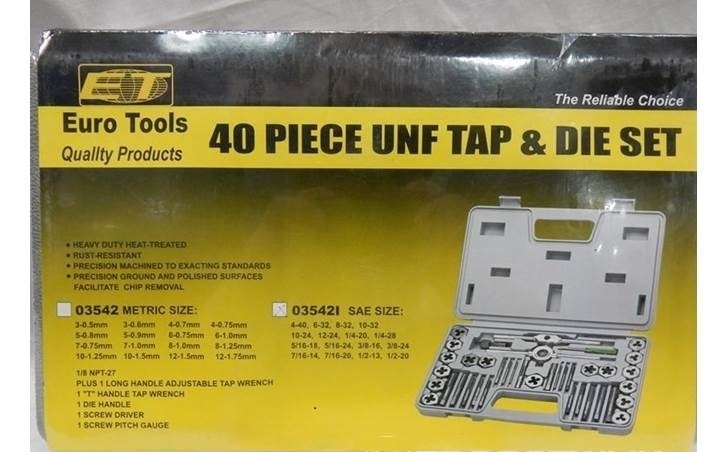 ET
The Reliable Choice
Euro Tools
Quality Products
40 PIECE UNF TAP & DIE SET
• HEAVY DUTY HEAT-TREATED
• RUST-RESISTANT
• PRECISION MACHINED TO EXACTING STANDARDS
• PRECISION GROUND AND POLISHED SURFACES
FACILITATE CHIP REMOVAL
03542 METRIC SIZE:
3-0.5mm 3-0.6mm 4-0.7mm 4-0.75mm
5-0.8mm 5-0.9mm 6-0.75mm 6-1.0mm
7-0.75mm 7-1.0mm 8-1.0mm 8-1.25mm
10-1.25mm 10-1.5mm 12-1.5mm 12-1.75mm
03542I SAE SIZE:
4-40, 6-32, 8-32, 10-32
10-24, 12-24, 1/4-20, 1/4-28
5/16-18, 5/16-24, 3/8-16, 3/8-24
7/16-14, 7/16-20, 1/2-13, 1/2-20
1/8 NPT-27
PLUS 1 LONG HANDLE ADJUSTABLE TAP WRENCH
1 "T" HANDLE TAP WRENCH
1 DIE HANDLE
1 SCREW DRIVER
1 SCREW PITCH GAUGE